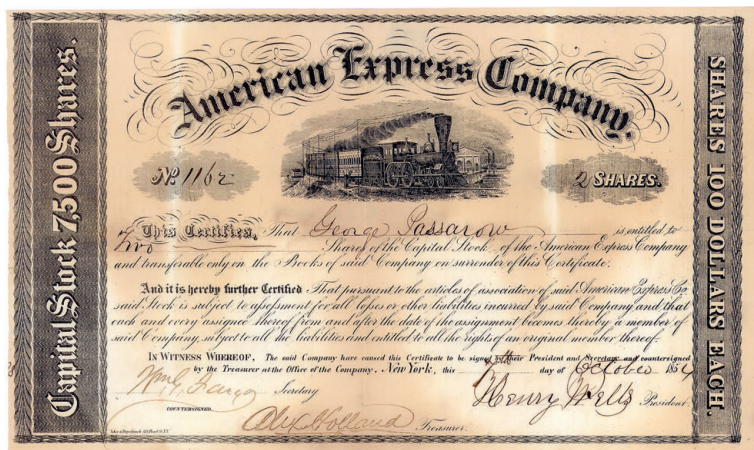 American Express Company.
Capital Stock 7,500 Shares.
SHARES 100 DOLLARS EACH.
No. 1162
2 SHARES.
This Certifies, That George Passarow is entitled to
Two Shares of the Capital Stock of the American Express Company
and transferable only on the Books of said Company on surrender of this Certificate.
And it is hereby further Certified That pursuant to the articles of association of said American Express Co
said Stock is subject to assessment for all losses or other liabilities incurred by said Company and that
each and every assignee thereof from and after the date of the assignment becomes thereby a member of
said Company, subject to all the liabilities and entitled to all the rights of an original member thereof.
IN WITNESS WHEREOF, The said Company have caused this Certificate to be signed by their President and Secretary and countersigned
by the Treasurer at the Office of the Company, New York, this day of October 1854
Wm G. Fargo Secretary
Henry Wells President.
COUNTERSIGNED.
Alex Holland Treasurer.